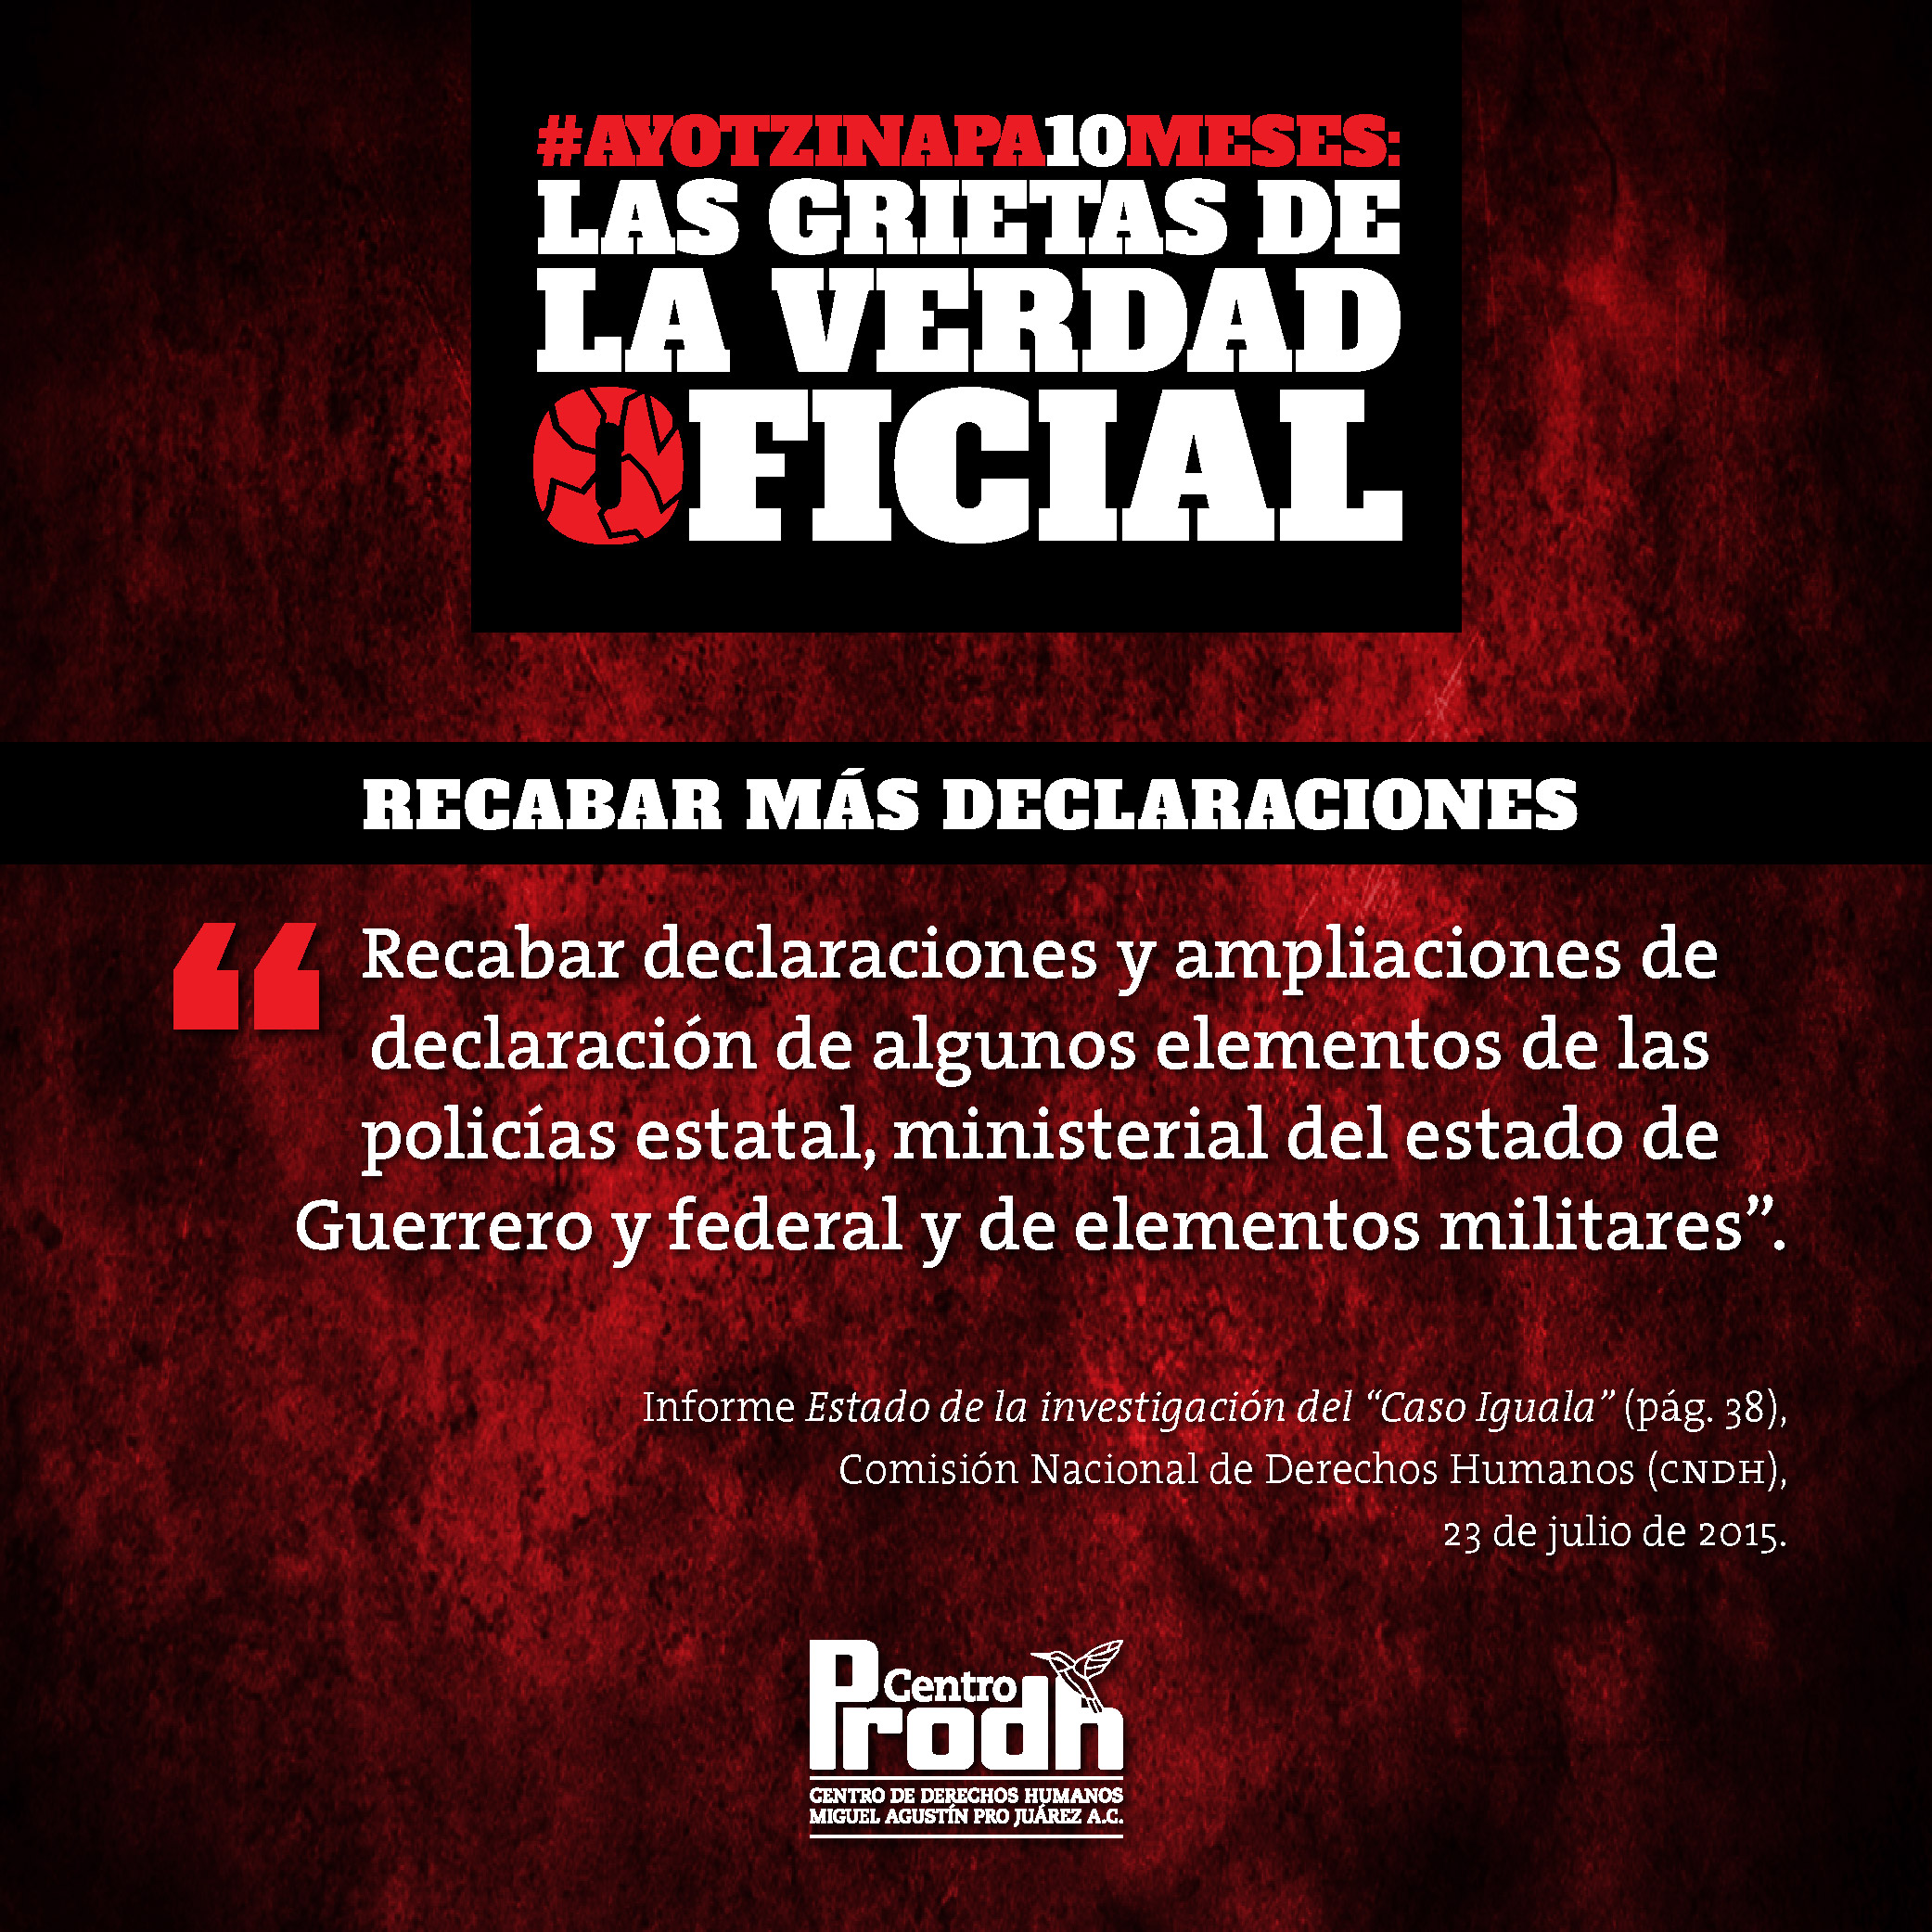 #AYOTZINAPA10MESES:
LAS GRIETAS DE
LA VERDAD
OFICIAL
RECABAR MÁS DECLARACIONES
“Recabar declaraciones y ampliaciones de
declaración de algunos elementos de las
policías estatal, ministerial del estado de
Guerrero y federal y de elementos militares”.
Informe Estado de la investigación del “Caso Iguala” (pág. 38),
Comisión Nacional de Derechos Humanos (CNDH),
23 de julio de 2015.
Centro
Prodh
CENTRO DE DERECHOS HUMANOS
MIGUEL AGUSTÍN PRO JUÁREZ A.C.